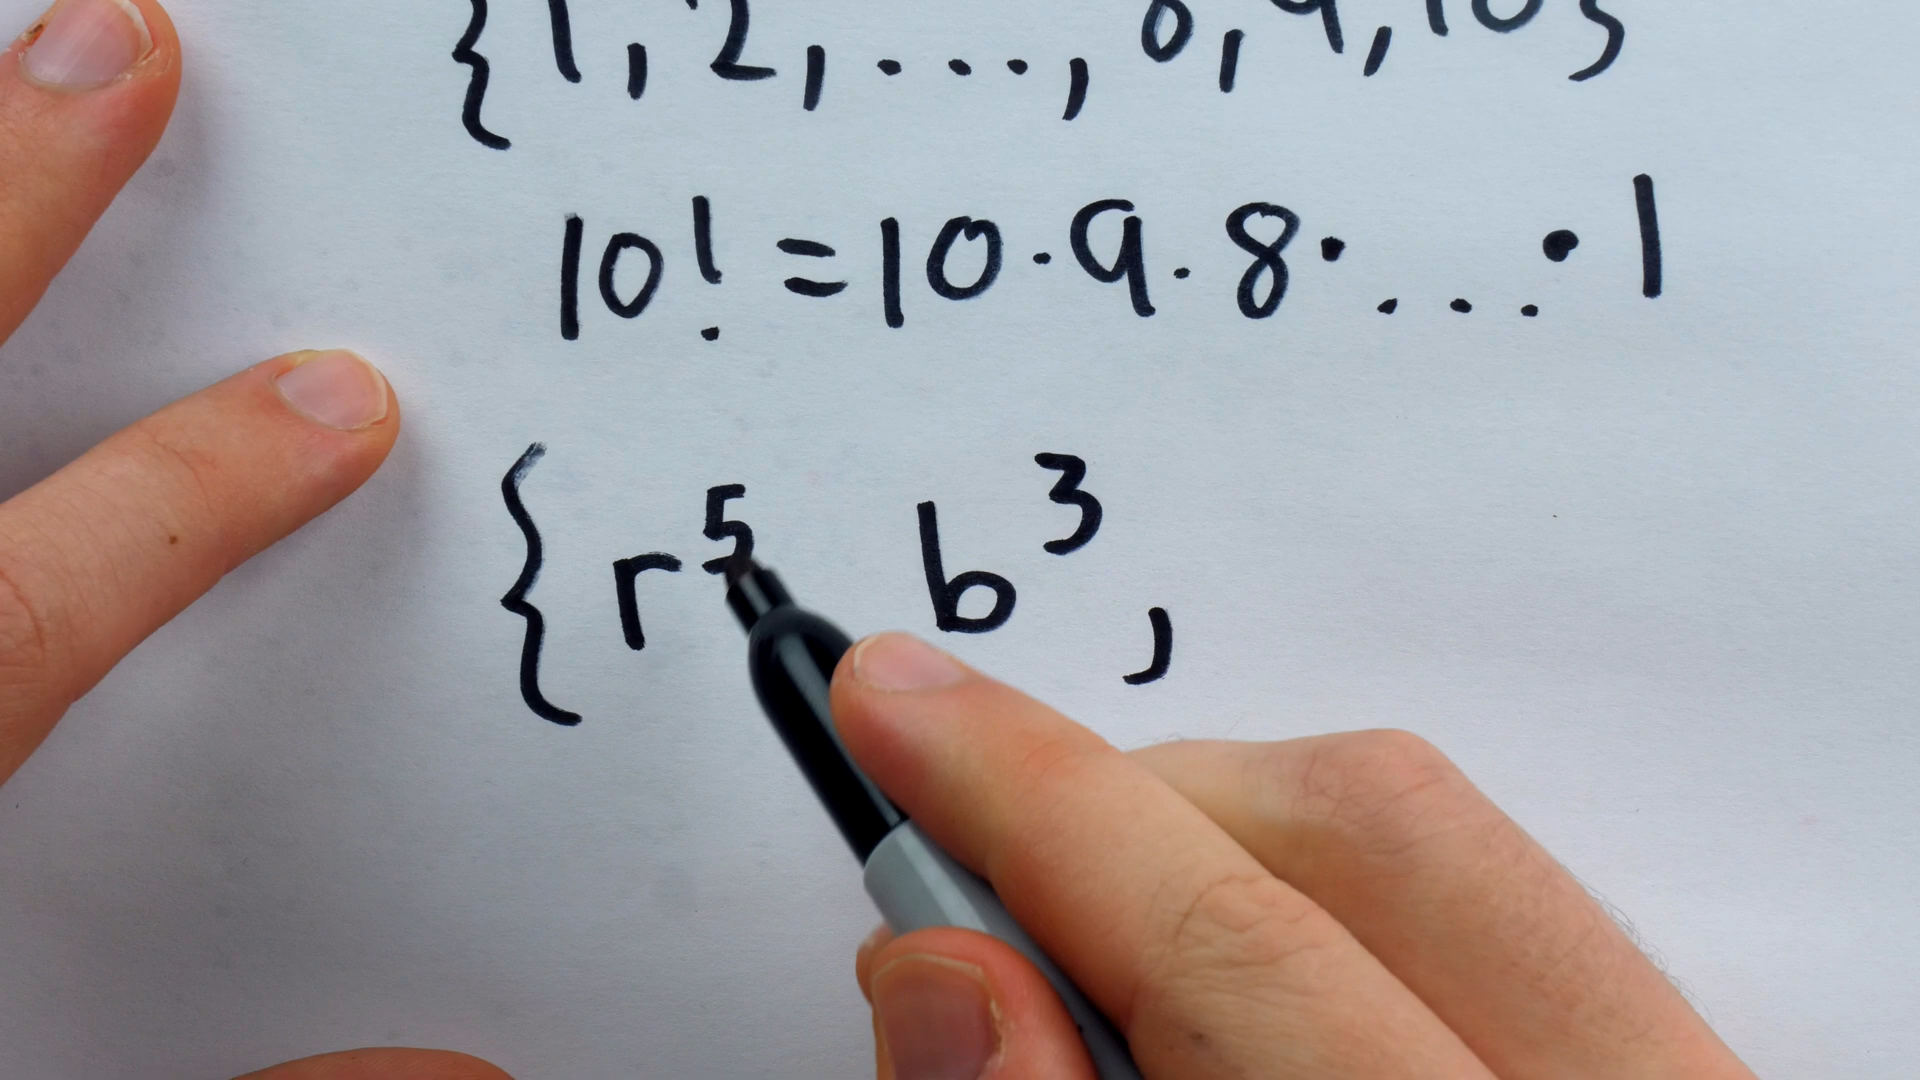 {1, 2, ..., 8, 9, 10}
10! = 10 · 9 · 8 · ... · 1
{ r⁵ b³ ,